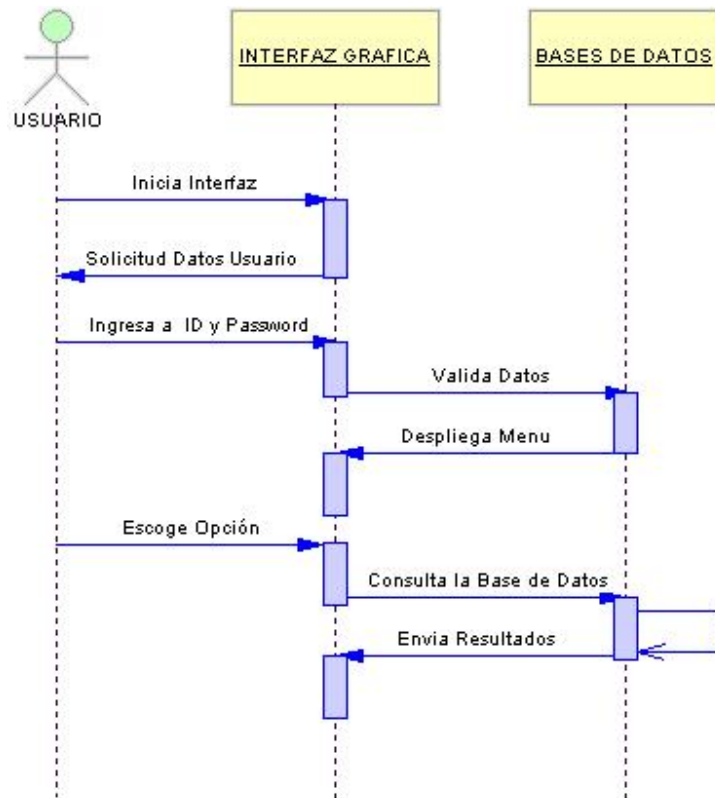 INTERFAZ GRAFICA
BASES DE DATOS
USUARIO
Inicia Interfaz
Solicitud Datos Usuario
Ingresa a ID y Password
Valida Datos
Despliega Menu
Escoge Opción
Consulta la Base de Datos
Envia Resultados